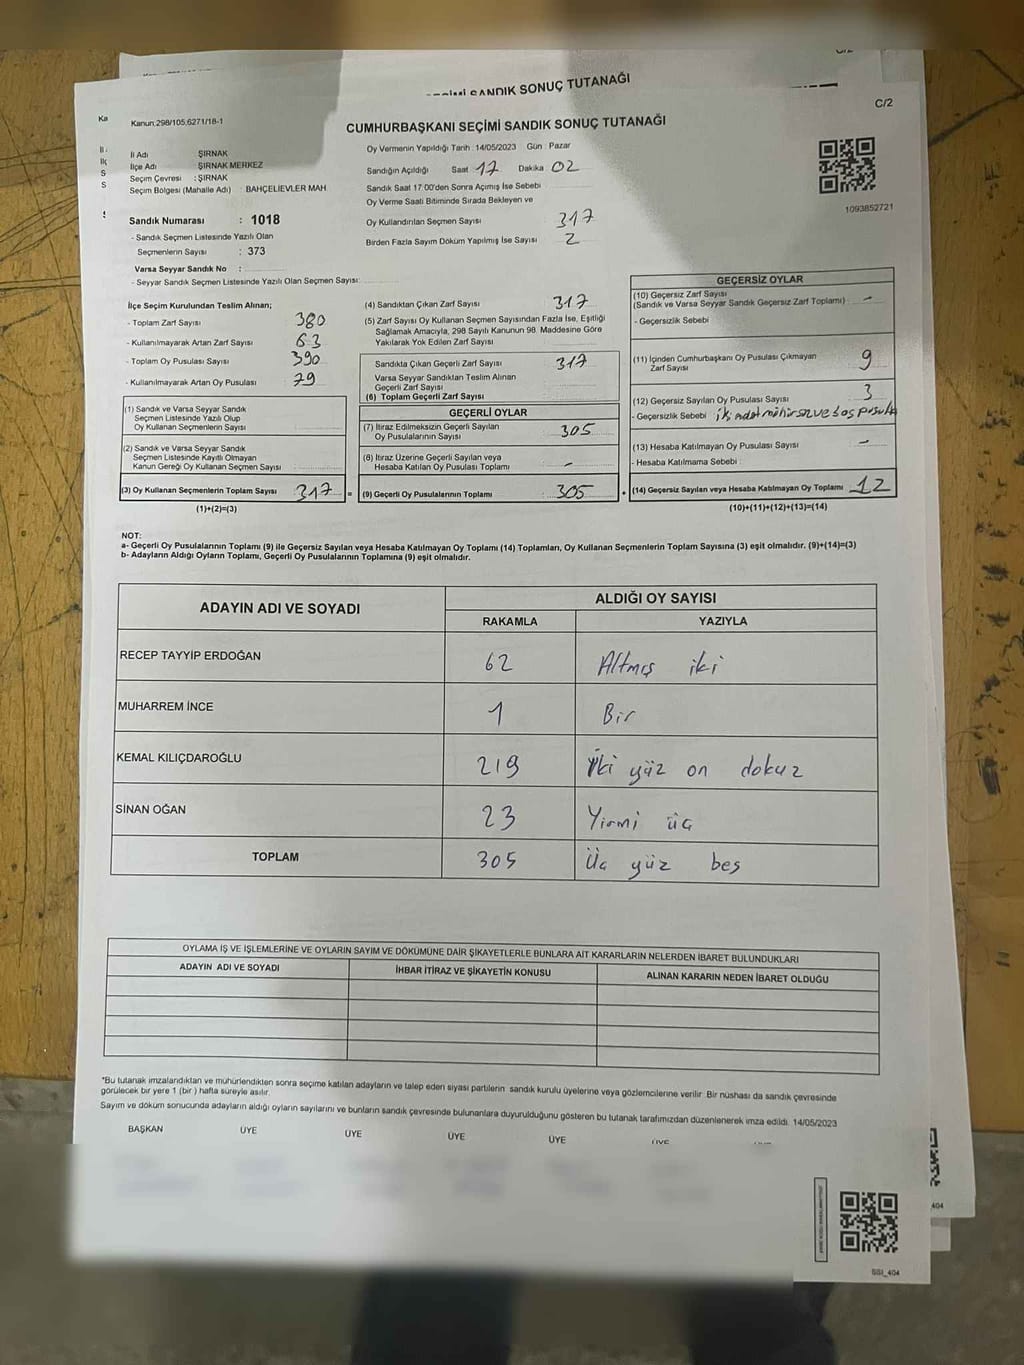 SANDIK SONUÇ TUTANAĞI
C/2
Kanun:298/105,6271/18-1
CUMHURBAŞKANI SEÇİMİ SANDIK SONUÇ TUTANAĞI
İl Adı ŞIRNAK
İlçe Adı ŞIRNAK MERKEZ
Seçim Çevresi : ŞIRNAK
Seçim Bölgesi (Mahalle Adı) : BAHÇELİEVLER MAH.
Oy Vermenin Yapıldığı Tarih : 14/05/2023 Gün : Pazar
Sandığın Açıldığı Saat 17 Dakika 02
Sandık Saat 17:00'den Sonra Açımış İse Sebebi
Oy Verme Saati Bitiminde Sırada Bekleyen ve
Oy Kullandırılan Seçmen Sayısı 317
Birden Fazla Sayım Döküm Yapılmış İse Sayısı 2
1093852721
Sandık Numarası : 1018
- Sandık Seçmen Listesinde Yazılı Olan
Seçmenlerin Sayısı : 373
Varsa Seyyar Sandık No :
- Seyyar Sandık Seçmen Listesinde Yazılı Olan Seçmen Sayısı:
İlçe Seçim Kurulundan Teslim Alınan;
- Toplam Zarf Sayısı 380
- Kullanılmayarak Artan Zarf Sayısı 63
- Toplam Oy Pusulası Sayısı 390
- Kullanılmayarak Artan Oy Pusulası 79
(1) Sandık ve Varsa Seyyar Sandık
Seçmen Listesinde Yazılı Olup
Oy Kullanan Seçmenlerin Sayısı
(2) Sandık ve Varsa Seyyar Sandık
Seçmen Listesinde Kayıtlı Olmayan
Kanun Gereği Oy Kullanan Seçmen Sayısı
(3) Oy Kullanan Seçmenlerin Toplam Sayısı 317 =
(1)+(2)=(3)
(4) Sandıktan Çıkan Zarf Sayısı 317
(5) Zarf Sayısı Oy Kullanan Seçmen Sayısından Fazla İse, Eşitliği
Sağlamak Amacıyla, 298 Sayılı Kanunun 98. Maddesine Göre
Yakılarak Yok Edilen Zarf Sayısı
Sandıkta Çıkan Geçerli Zarf Sayısı 317
Varsa Seyyar Sandıktan Teslim Alınan
Geçerli Zarf Sayısı
(6) Toplam Geçerli Zarf Sayısı
GEÇERLİ OYLAR
(7) İtiraz Edilmeksizin Geçerli Sayılan
Oy Pusulalarının Sayısı 305
(8) İtiraz Üzerine Geçerli Sayılan veya
Hesaba Katılan Oy Pusulası Toplamı -
(9) Geçerli Oy Pusulalarının Toplamı 305 +
GEÇERSİZ OYLAR
(10) Geçersiz Zarf Sayısı
(Sandık ve Varsa Seyyar Sandık Geçersiz Zarf Toplamı) -
- Geçersizlik Sebebi
(11) İçinden Cumhurbaşkanı Oy Pusulası Çıkmayan
Zarf Sayısı 9
(12) Geçersiz Sayılan Oy Pusulası Sayısı 3
- Geçersizlik Sebebi iki adet mühürsüz ve boş pusula
(13) Hesaba Katılmayan Oy Pusulası Sayısı -
- Hesaba Katılmama Sebebi
(14) Geçersiz Sayılan veya Hesaba Katılmayan Oy Toplamı 12
(10)+(11)+(12)+(13)=(14)
NOT:
a- Geçerli Oy Pusulalarının Toplamı (9) ile Geçersiz Sayılan veya Hesaba Katılmayan Oy Toplamı (14) Toplamları, Oy Kullanan Seçmenlerin Toplam Sayısına (3) eşit olmalıdır. (9)+(14)=(3)
b- Adayların Aldığı Oyların Toplamı, Geçerli Oy Pusulalarının Toplamına (9) eşit olmalıdır.
ADAYIN ADI VE SOYADI ALDIĞI OY SAYISI
RAKAMLA YAZIYLA
RECEP TAYYİP ERDOĞAN 62 Altmış iki
MUHARREM İNCE 1 Bir
KEMAL KILIÇDAROĞLU 219 iki yüz on dokuz
SİNAN OĞAN 23 Yirmi üç
TOPLAM 305 Üç yüz beş
OYLAMA İŞ VE İŞLEMLERİNE VE OYLARIN SAYIM VE DÖKÜMÜNE DAİR ŞİKAYETLERLE BUNLARA AİT KARARLARIN NELERDEN İBARET BULUNDUKLARI
ADAYIN ADI VE SOYADI İHBAR İTİRAZ VE ŞİKAYETİN KONUSU ALINAN KARARIN NEDEN İBARET OLDUĞU
*Bu tutanak imzalandıktan ve mühürlendikten sonra seçime katılan adayların ve talep eden siyasi partilerin sandık kurulu üyelerine veya gözlemcilerine verilir. Bir nüshası da sandık çevresinde
görülecek bir yere 1 (bir ) hafta süreyle asılır.
Sayım ve döküm sonucunda adayların aldığı oyların sayılarını ve bunların sandık çevresinde bulunanlara duyurulduğunu gösteren bu tutanak tarafımızdan düzenlenerek imza edildi. 14/05/2023
BAŞKAN ÜYE ÜYE ÜYE ÜYE ÜYE
404
SSI_404